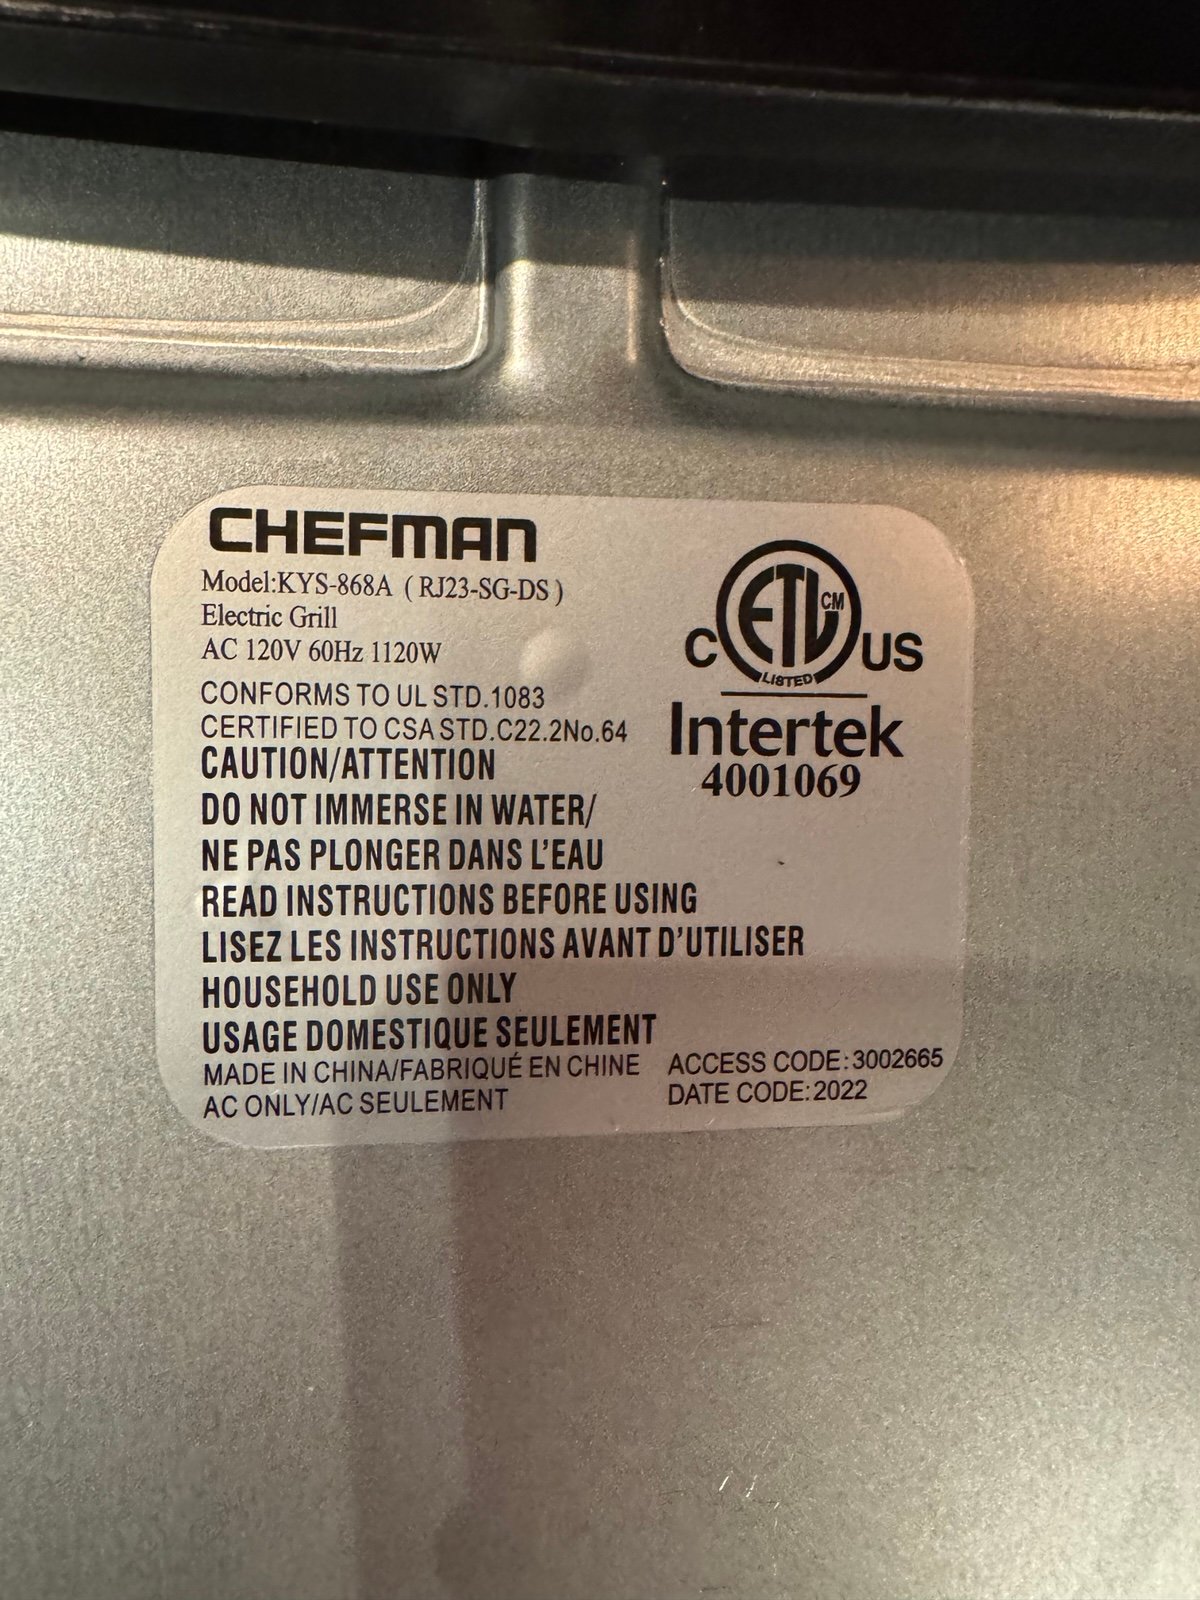 CHEFMAN
Model:KYS-868A ( RJ23-SG-DS )
Electric Grill
AC 120V 60Hz 1120W
CONFORMS TO UL STD.1083
CERTIFIED TO CSA STD.C22.2No.64
C ETL CM US
LISTED
Intertek
4001069
CAUTION/ATTENTION
DO NOT IMMERSE IN WATER/
NE PAS PLONGER DANS L'EAU
READ INSTRUCTIONS BEFORE USING
LISEZ LES INSTRUCTIONS AVANT D'UTILISER
HOUSEHOLD USE ONLY
USAGE DOMESTIQUE SEULEMENT
MADE IN CHINA/FABRIQUÉ EN CHINE
AC ONLY/AC SEULEMENT
ACCESS CODE:3002665
DATE CODE:2022